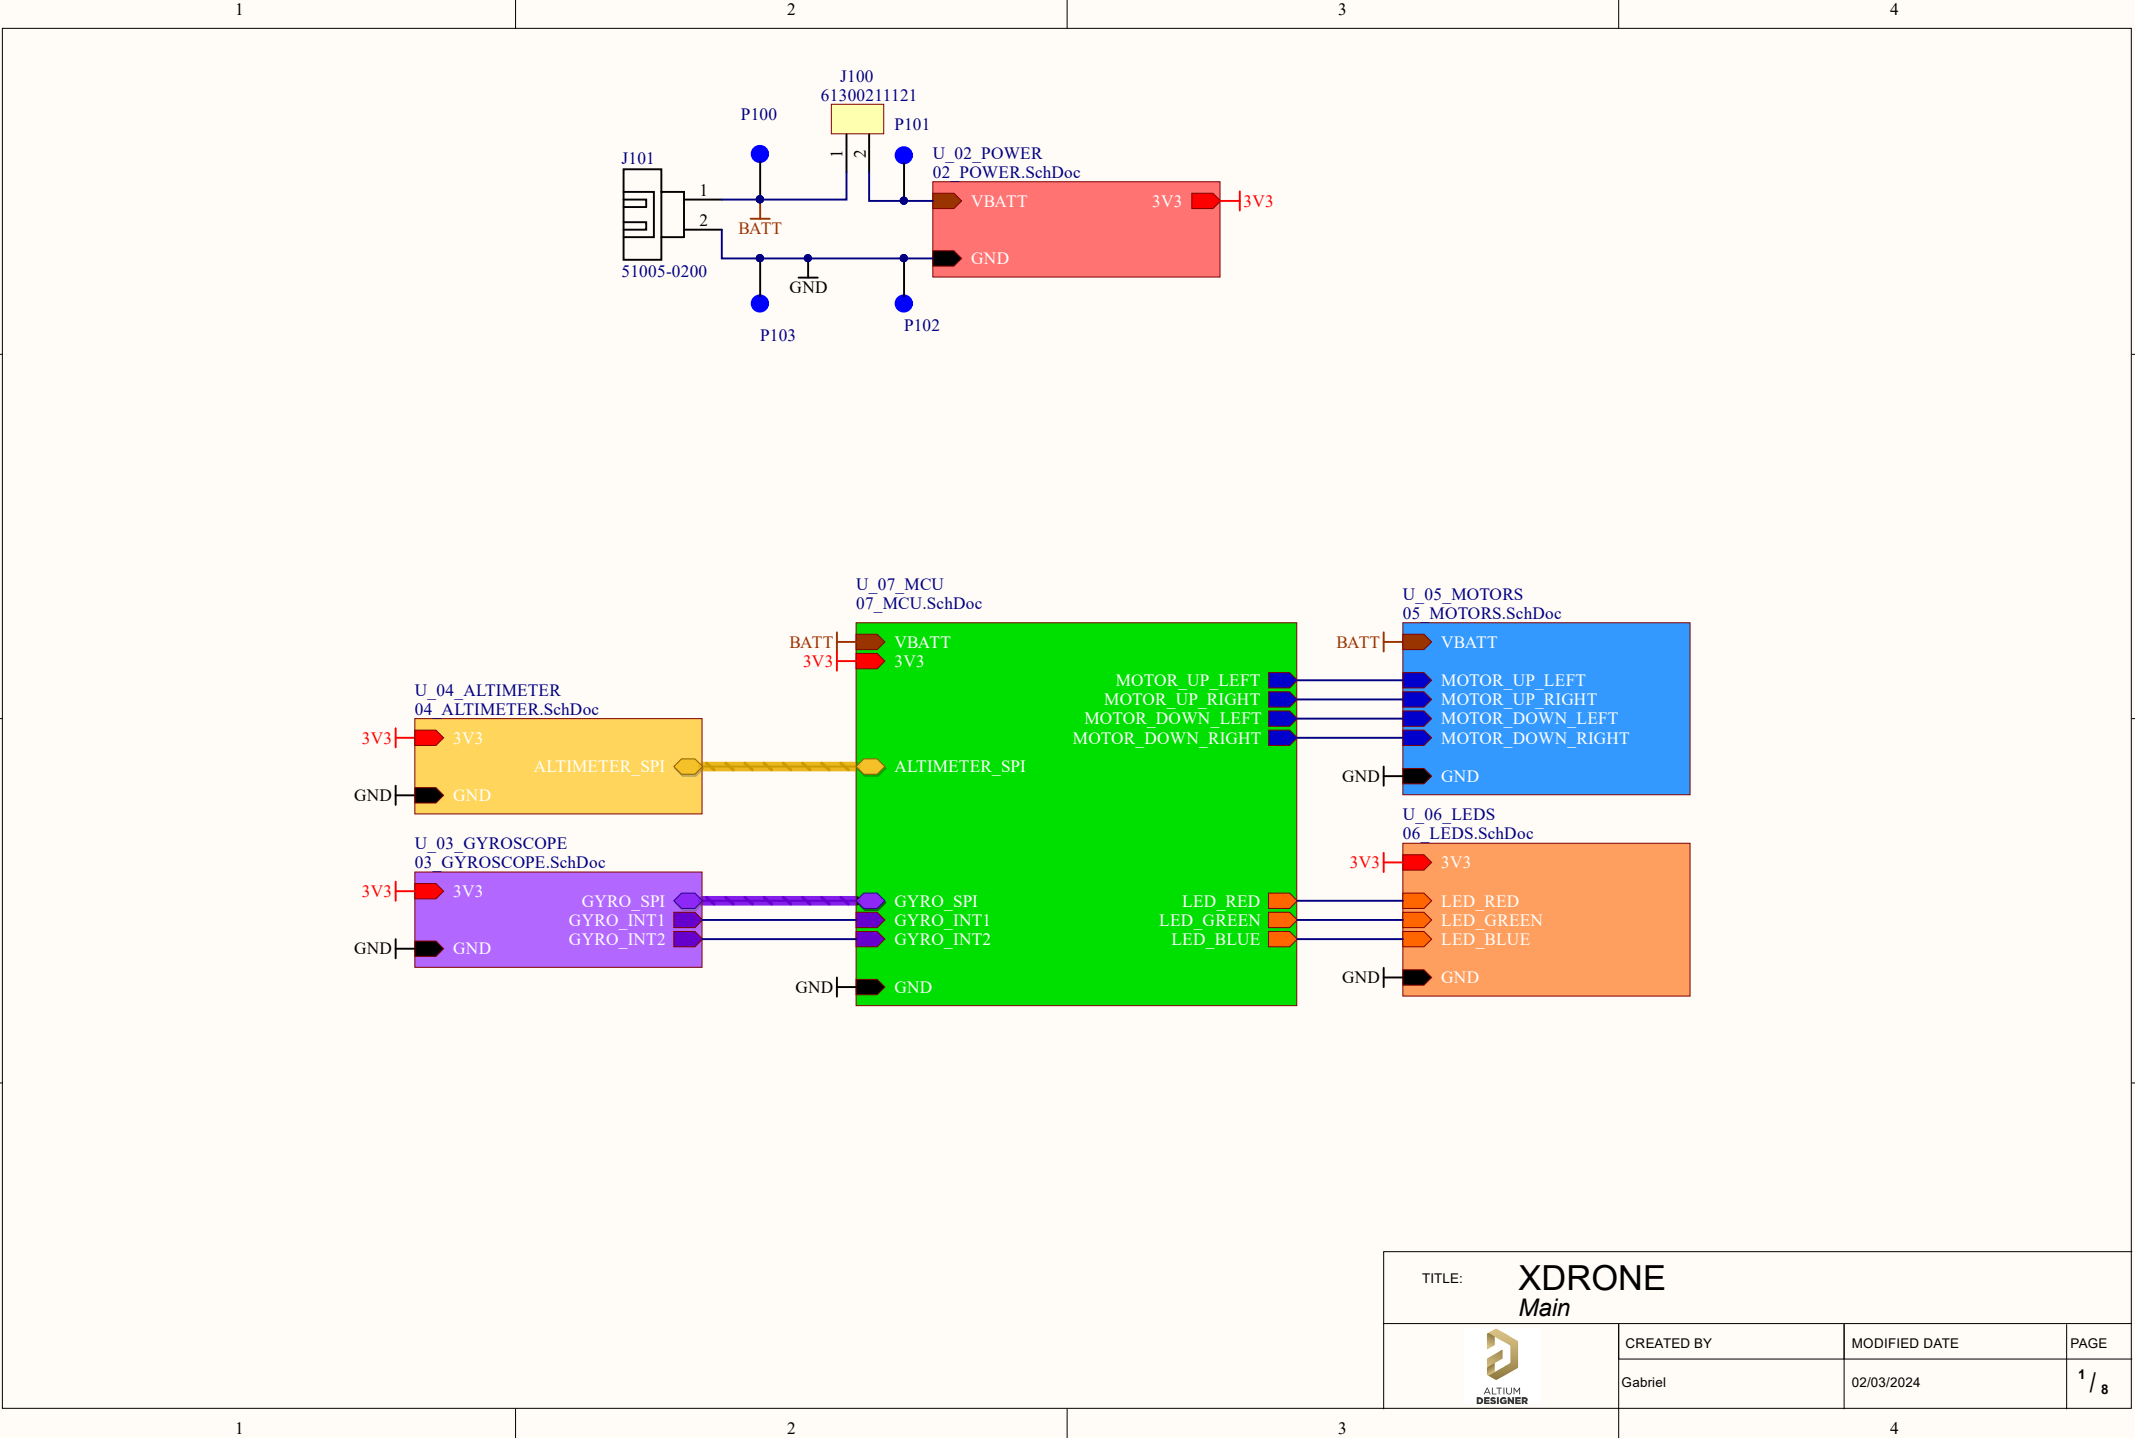 1 2 3 4
J100
61300211121
P100
P101
J101
1 2
U_02_POWER
02_POWER.SchDoc
1
VBATT 3V3 3V3
2
BATT
GND
51005-0200
GND
P102
P103
U_07_MCU
07_MCU.SchDoc
U_05_MOTORS
05_MOTORS.SchDoc
BATT VBATT
3V3 3V3
BATT VBATT
MOTOR_UP_LEFT MOTOR_UP_LEFT
MOTOR_UP_RIGHT MOTOR_UP_RIGHT
MOTOR_DOWN_LEFT MOTOR_DOWN_LEFT
MOTOR_DOWN_RIGHT MOTOR_DOWN_RIGHT
GND GND
U_04_ALTIMETER
04_ALTIMETER.SchDoc
3V3 3V3
ALTIMETER_SPI ALTIMETER_SPI
GND GND
U_06_LEDS
06_LEDS.SchDoc
3V3 3V3
U_03_GYROSCOPE
03_GYROSCOPE.SchDoc
3V3 3V3
GYRO_SPI GYRO_SPI
GYRO_INT1 GYRO_INT1
GYRO_INT2 GYRO_INT2
GND GND
LED_RED LED_RED
LED_GREEN LED_GREEN
LED_BLUE LED_BLUE
GND GND
GND GND
TITLE: XDRONE
Main
ALTIUM
DESIGNER
CREATED BY MODIFIED DATE PAGE
Gabriel 02/03/2024 1 / 8
1 2 3 4